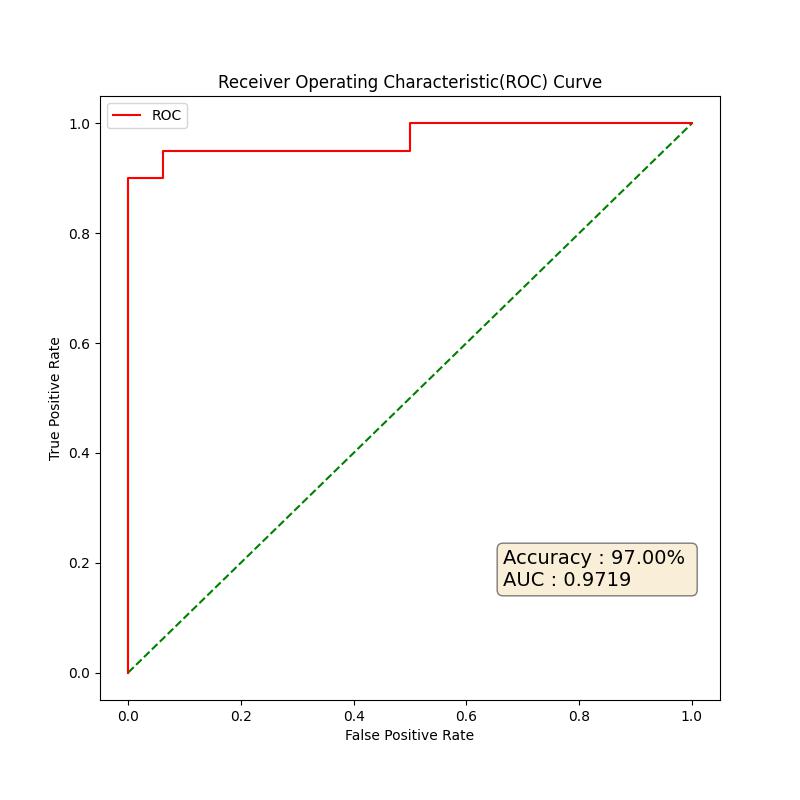 Receiver Operating Characteristic(ROC) Curve
ROC
1.0
0.8
0.6
0.4
0.2
0.0
True Positive Rate
Accuracy : 97.00%
AUC : 0.9719
0.0 0.2 0.4 0.6 0.8 1.0
False Positive Rate